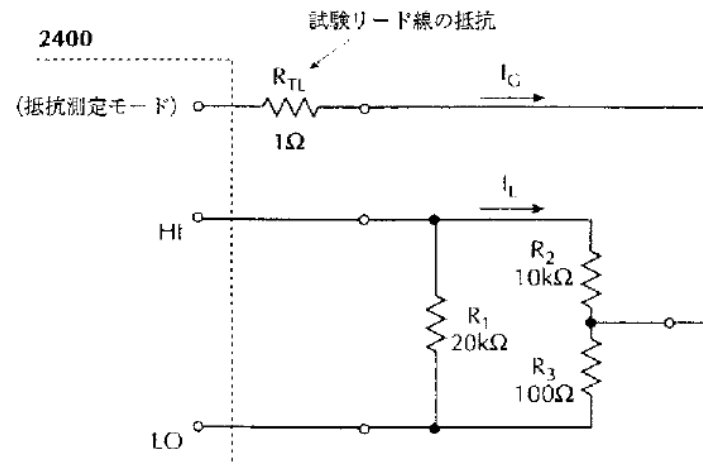 試験リード線の抵抗
2400
R_TL
I_G
(抵抗測定モード)
1Ω
I_L
HI
R_2
10kΩ
R_1
20kΩ
R_3
100Ω
LO